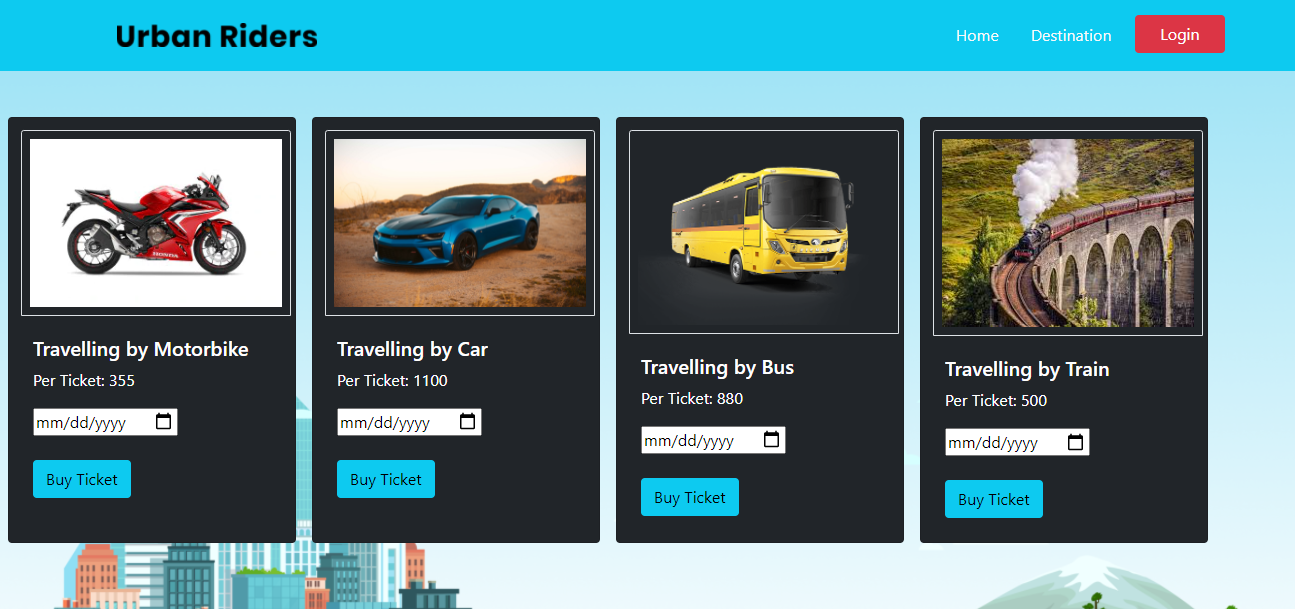 Urban Riders
Home
Destination
Login
HONDA
Travelling by Motorbike
Per Ticket: 355
mm/dd/yyyy
Buy Ticket
Travelling by Car
Per Ticket: 1100
mm/dd/yyyy
Buy Ticket
Travelling by Bus
Per Ticket: 880
mm/dd/yyyy
Buy Ticket
Travelling by Train
Per Ticket: 500
mm/dd/yyyy
Buy Ticket